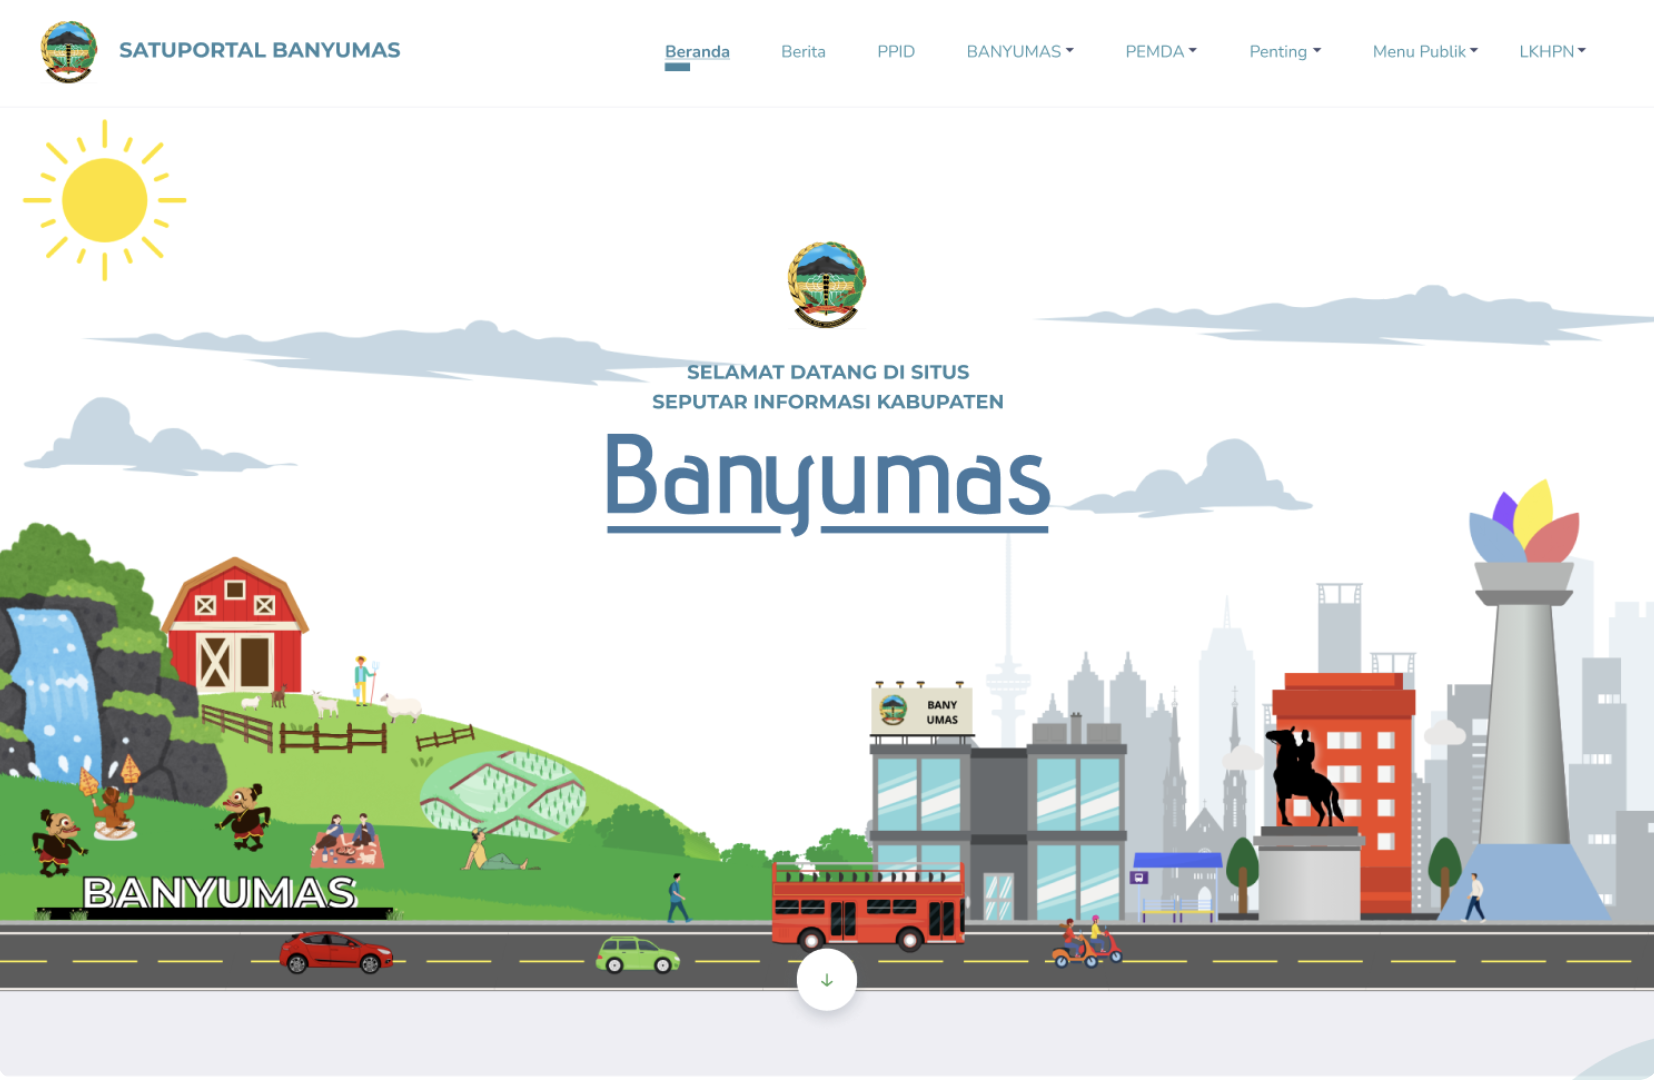 SATUPORTAL BANYUMAS
Beranda
Berita
PPID
BANYUMAS
PEMDA
Penting
Menu Publik
LKHPN
SELAMAT DATANG DI SITUS
SEPUTAR INFORMASI KABUPATEN
Banyumas
BANY
UMAS
BANYUMAS